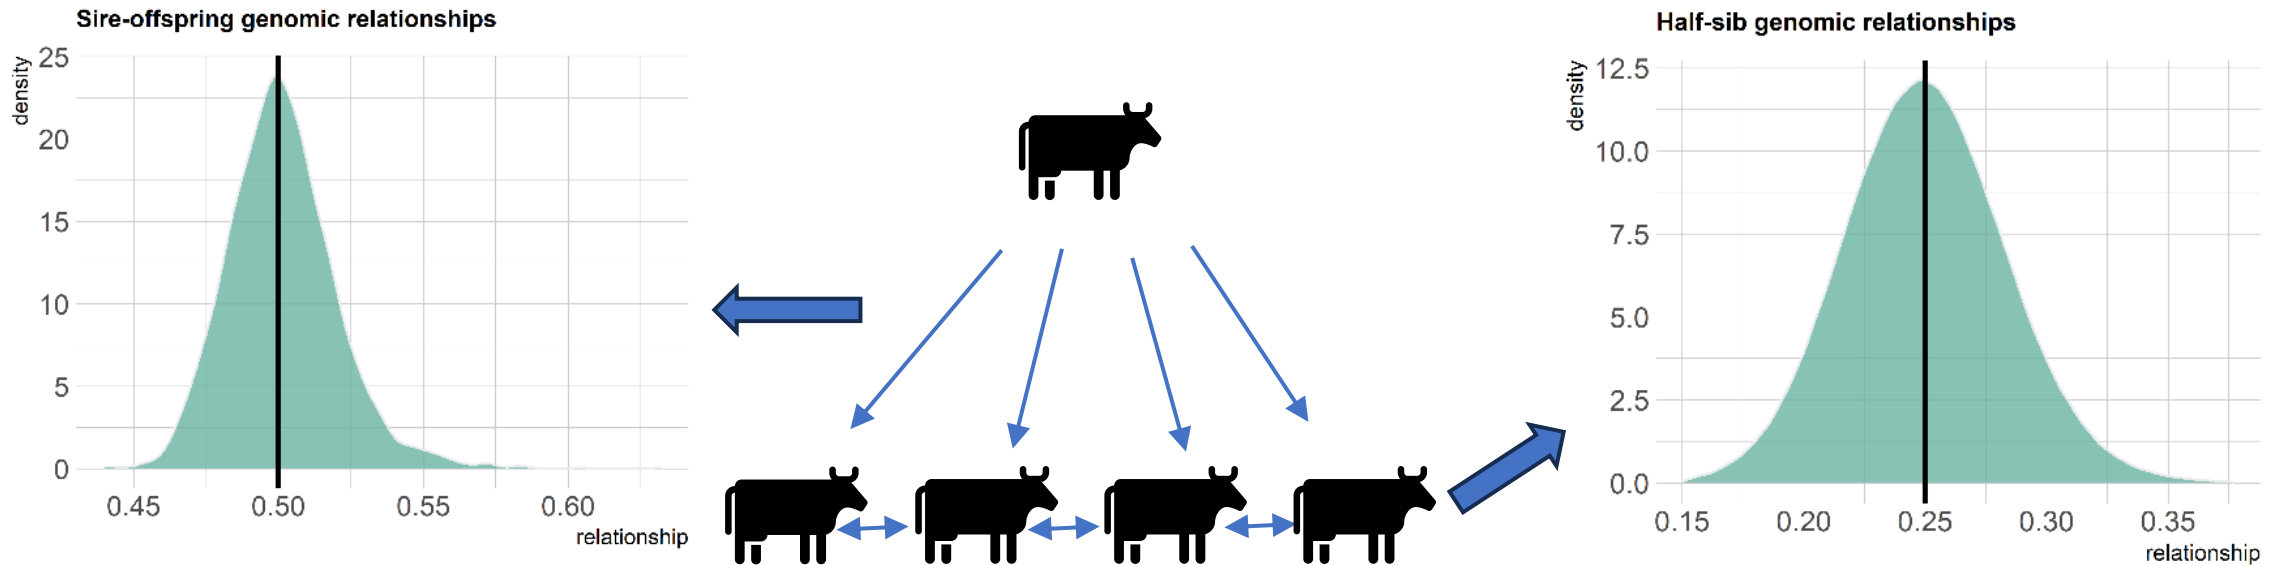 Sire-offspring genomic relationships
density
25
20
15
10
5
0
0.45 0.50 0.55 0.60
relationship
Half-sib genomic relationships
density
12.5
10.0
7.5
5.0
2.5
0.0
0.15 0.20 0.25 0.30 0.35
relationship